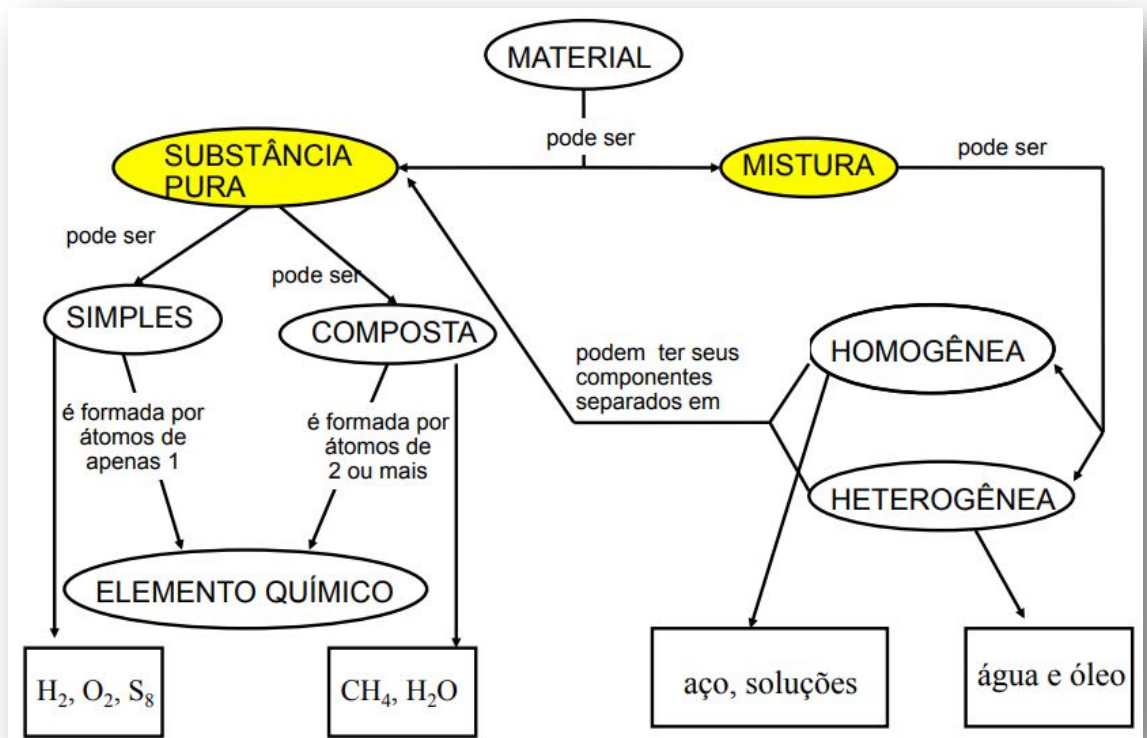 MATERIAL
pode ser
SUBSTÂNCIA
PURA
MISTURA
pode ser
pode ser
pode ser
SIMPLES
COMPOSTA
HOMOGÊNEA
podem ter seus
componentes
separados em
é formada por
átomos de
apenas 1
é formada por
átomos de
2 ou mais
HETEROGÊNEA
ELEMENTO QUÍMICO
H₂, O₂, S₈
CH₄, H₂O
aço, soluções
água e óleo